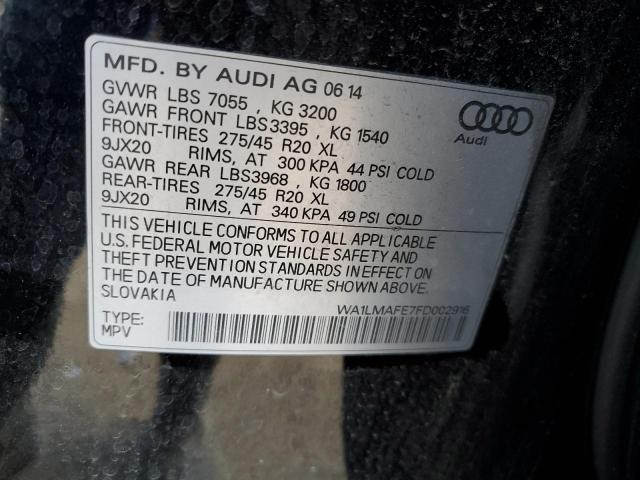 MFD. BY AUDI AG 06 14
GVWR LBS 7055 , KG 3200
GAWR FRONT LBS3395 , KG 1540
FRONT-TIRES 275/45 R20 XL
9JX20 RIMS, AT 300 KPA 44 PSI COLD
GAWR REAR LBS3968 , KG 1800
REAR-TIRES 275/45 R20 XL
9JX20 RIMS, AT 340 KPA 49 PSI COLD
Audi
THIS VEHICLE CONFORMS TO ALL APPLICABLE
U.S. FEDERAL MOTOR VEHICLE SAFETY AND
THEFT PREVENTION STANDARDS IN EFFECT ON
THE DATE OF MANUFACTURE SHOWN ABOVE.
SLOVAKIA
WA1LMAFE7FD002916
TYPE:
MPV